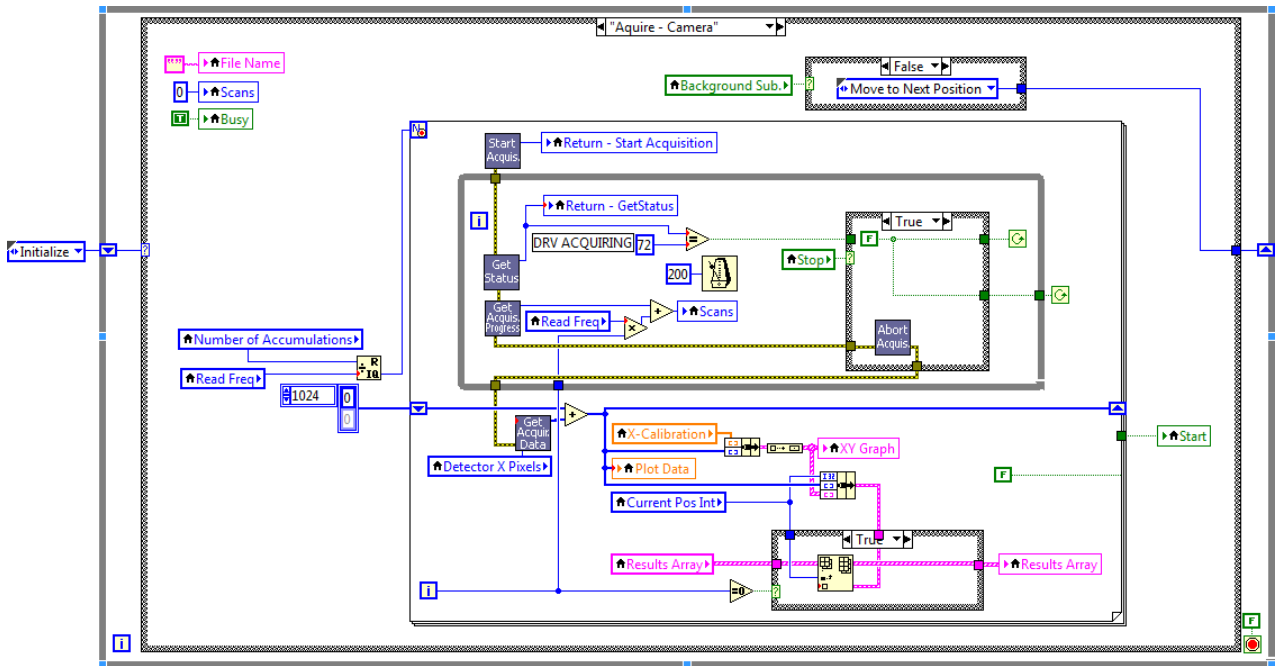 "Aquire - Camera"
File Name
0
Scans
T
Busy
False
Background Sub.
Move to Next Position
N
Start
Acquis.
Return - Start Acquisition
i
Return - GetStatus
True
DRV ACQUIRING
72
=
F
Stop
?
Initialize
?
Get
Status
200
Get
Acquis.
Progress
Read Freq
+
x
Scans
Abort
Acquis.
Number of Accumulations
Read Freq
R
IQ
1024
0
0
Get
Acquir.
Data
+
X-Calibration
XY Graph
Start
Detector X Pixels
Plot Data
F
Current Pos Int
True
Results Array
Results Array
i
=0
?
F
i